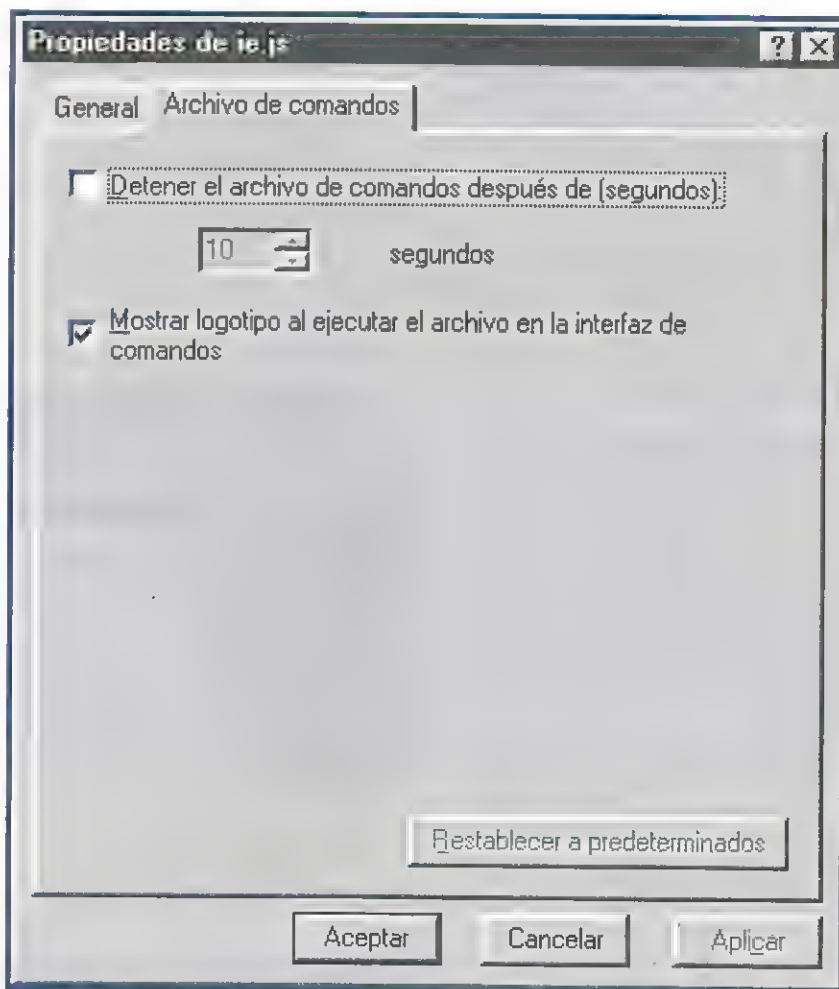 Propiedades de ie.js
General
Archivo de comandos
Detener el archivo de comandos después de (segundos):
10
segundos
Mostrar logotipo al ejecutar el archivo en la interfaz de
comandos
Restablecer a predeterminados
Aceptar
Cancelar
Aplicar